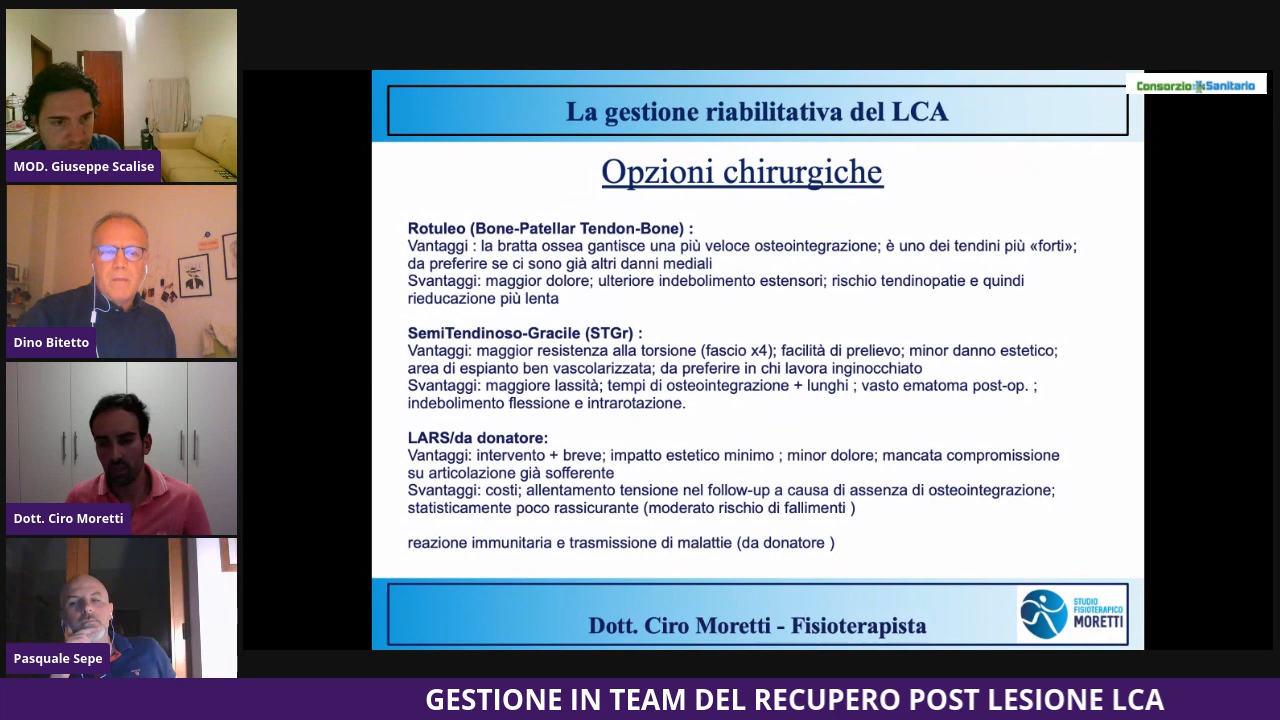 MOD. Giuseppe Scalise
Dino Bitetto
Dott. Ciro Moretti
Pasquale Sepe
Consorzio Sanitario
La gestione riabilitativa del LCA
Opzioni chirurgiche
Rotuleo (Bone-Patellar Tendon-Bone) :
Vantaggi : la bratta ossea gantisce una più veloce osteointegrazione; è uno dei tendini più «forti»;
da preferire se ci sono già altri danni mediali
Svantaggi: maggior dolore; ulteriore indebolimento estensori; rischio tendinopatie e quindi
rieducazione più lenta
SemiTendinoso-Gracile (STGr) :
Vantaggi: maggior resistenza alla torsione (fascio x4); facilità di prelievo; minor danno estetico;
area di espianto ben vascolarizzata; da preferire in chi lavora inginocchiato
Svantaggi: maggiore lassità; tempi di osteointegrazione + lunghi ; vasto ematoma post-op. ;
indebolimento flessione e intrarotazione.
LARS/da donatore:
Vantaggi: intervento + breve; impatto estetico minimo ; minor dolore; mancata compromissione
su articolazione già sofferente
Svantaggi: costi; allentamento tensione nel follow-up a causa di assenza di osteointegrazione;
statisticamente poco rassicurante (moderato rischio di fallimenti )
reazione immunitaria e trasmissione di malattie (da donatore )
Dott. Ciro Moretti - Fisioterapista
STUDIO
FISIOTERAPICO
MORETTI
GESTIONE IN TEAM DEL RECUPERO POST LESIONE LCA